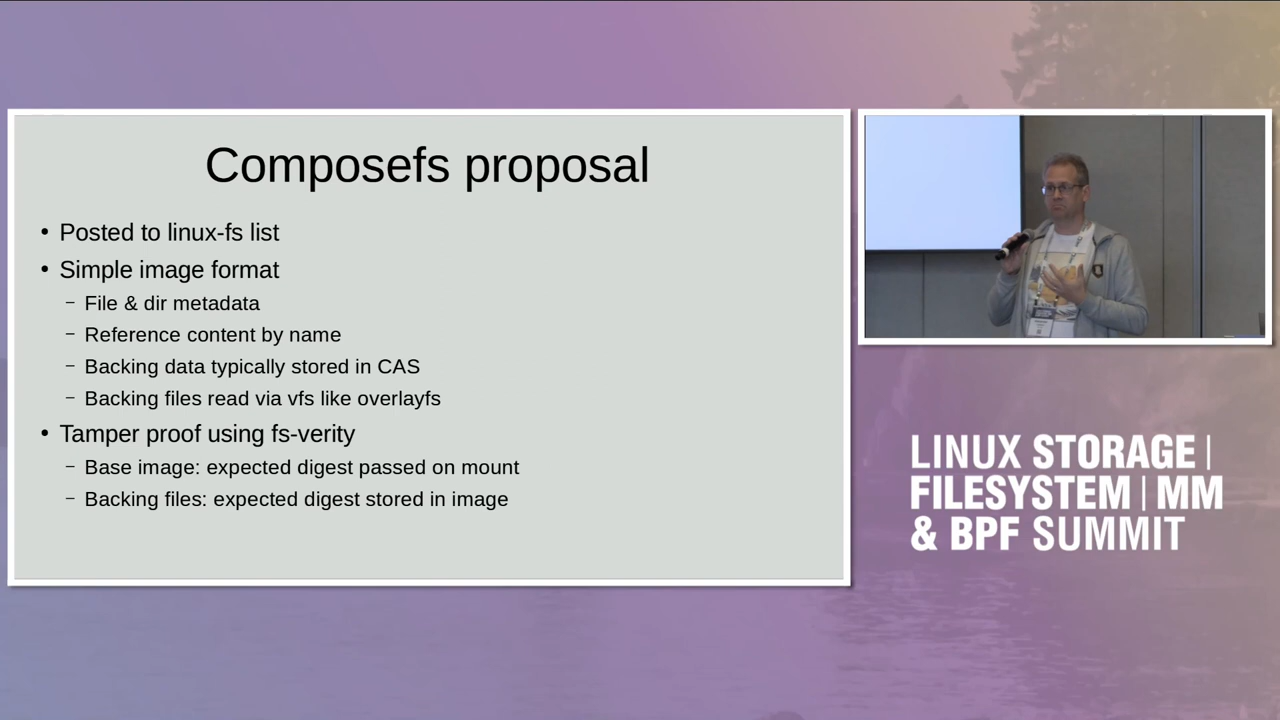 Composefs proposal
• Posted to linux-fs list
• Simple image format
– File & dir metadata
– Reference content by name
– Backing data typically stored in CAS
– Backing files read via vfs like overlayfs
• Tamper proof using fs-verity
– Base image: expected digest passed on mount
– Backing files: expected digest stored in image
LINUX STORAGE |
FILESYSTEM | MM
& BPF SUMMIT